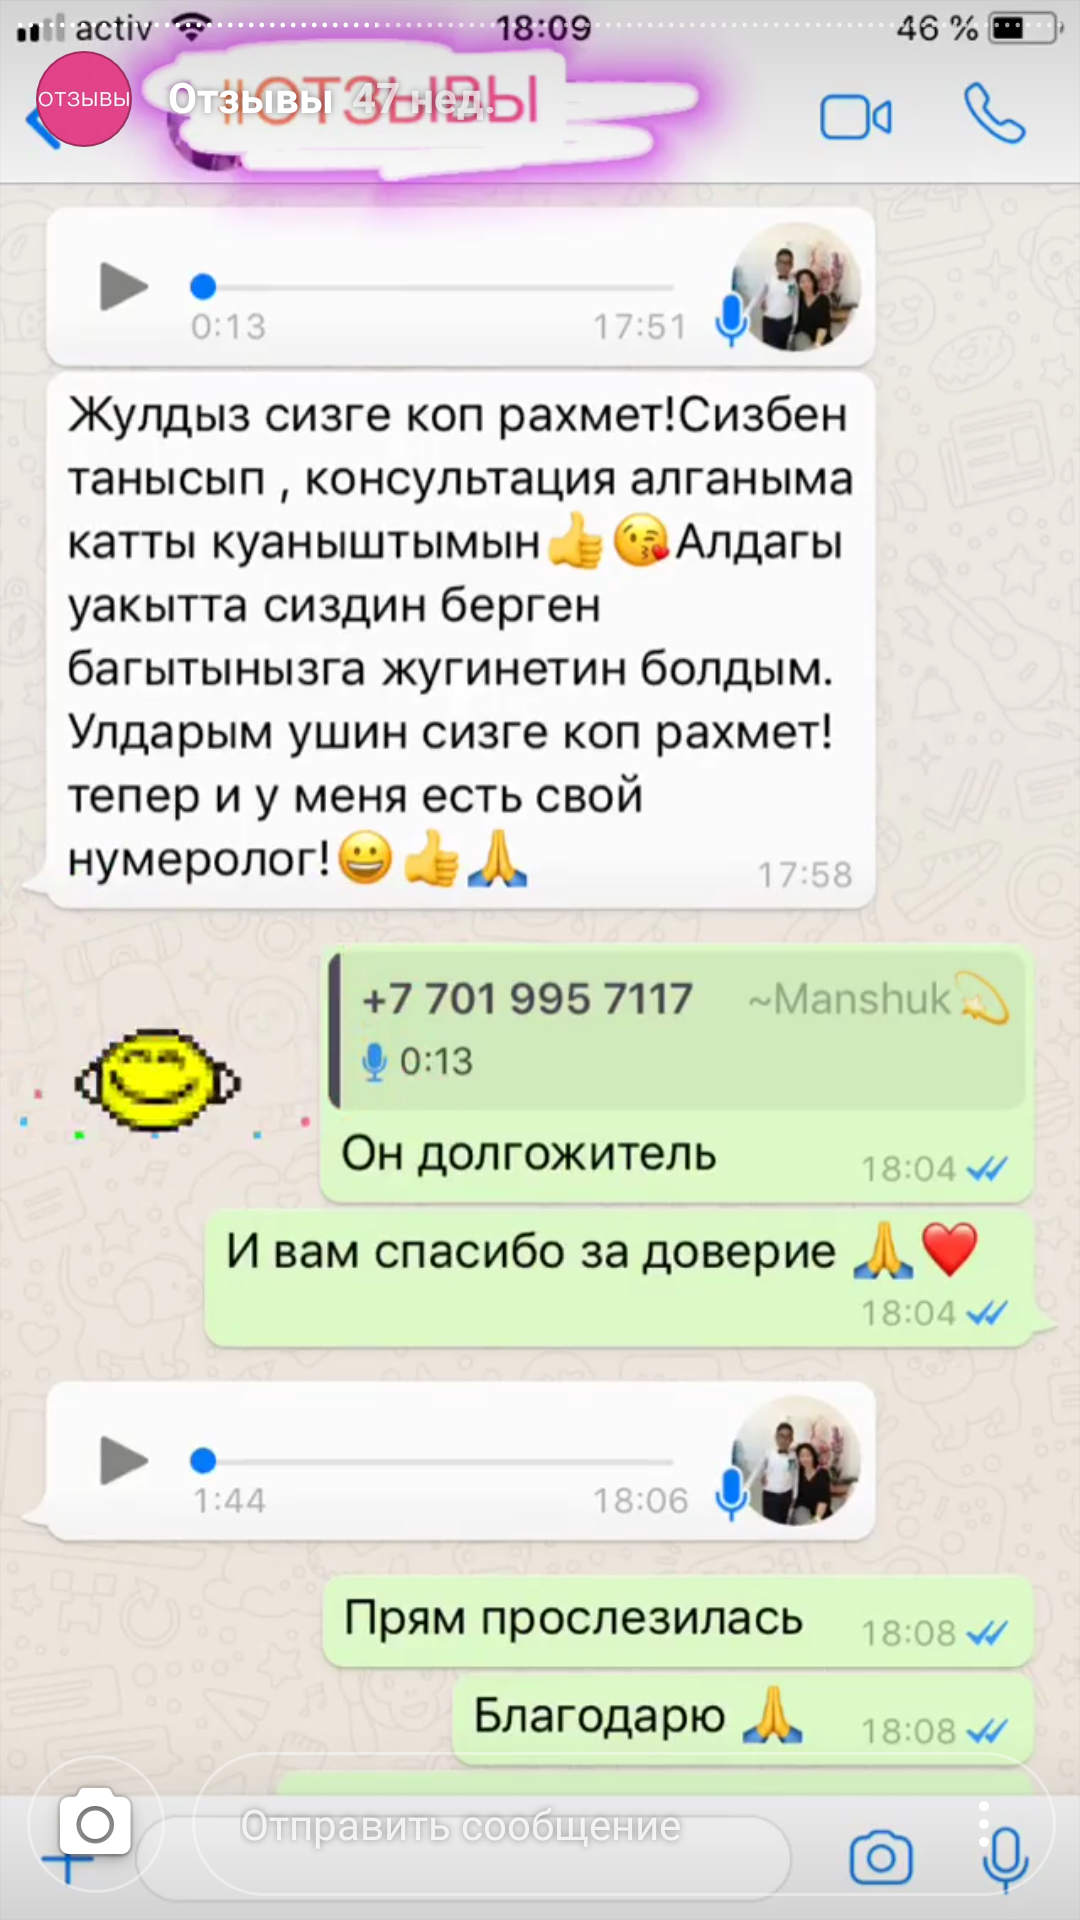 activ 18:09 46 %
ОТЗЫВЫ Отзывы 47 нед.
#ОТЗЫВЫ
0:13 17:51
Жулдыз сизге коп рахмет!Сизбен
танысып , консультация алганыма
катты куаныштымын👍😘Алдагы
уакытта сиздин берген
багытынызга жугинетин болдым.
Улдарым ушин сизге коп рахмет!
тепер и у меня есть свой
нумеролог!😀👍🙏 17:58
+7 701 995 7117 ~Manshuk💫
0:13
Он долгожитель 18:04
И вам спасибо за доверие 🙏❤️
18:04
1:44 18:06
Прям прослезилась 18:08
Благодарю 🙏 18:08
Отправить сообщение